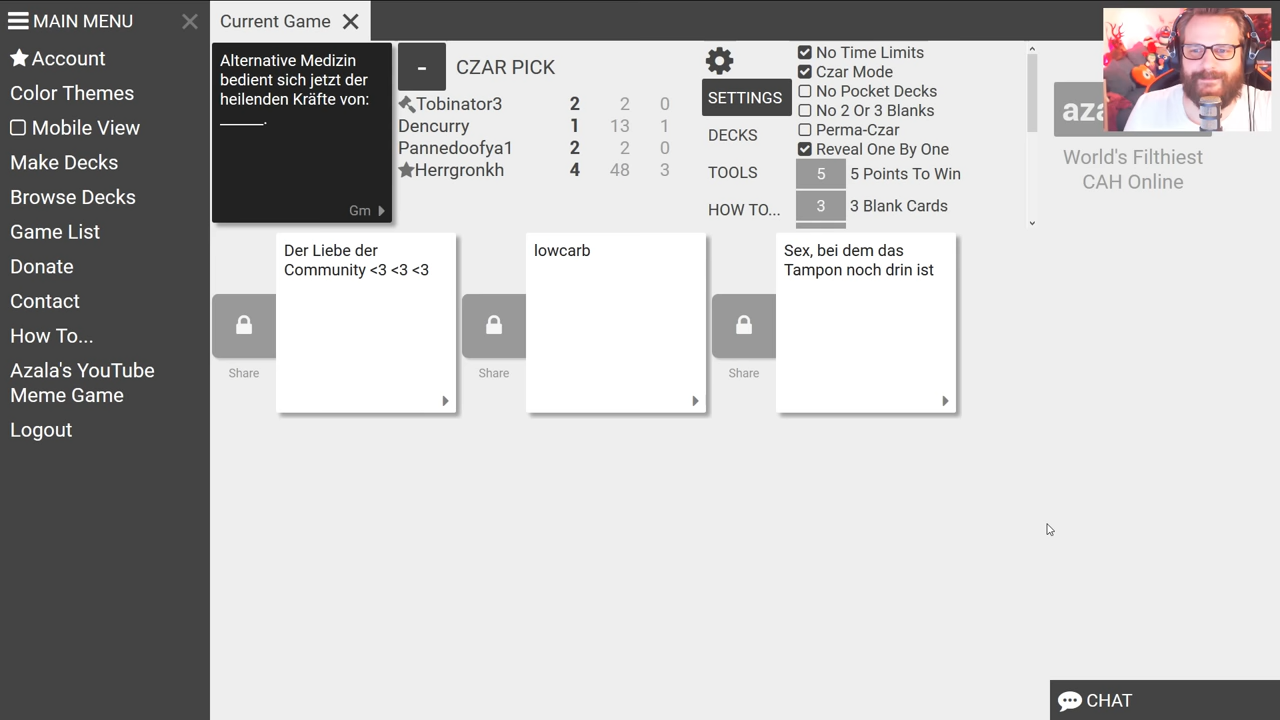 MAIN MENU
Account
Color Themes
Mobile View
Make Decks
Browse Decks
Game List
Donate
Contact
How To...
Azala's YouTube
Meme Game
Logout
Current Game
Alternative Medizin
bedient sich jetzt der
heilenden Kräfte von:
______.
Gm
-
CZAR PICK
Tobinator3 2 2 0
Dencurry 1 13 1
Pannedoofya1 2 2 0
Herrgronkh 4 48 3
SETTINGS
DECKS
TOOLS
HOW TO...
No Time Limits
Czar Mode
No Pocket Decks
No 2 Or 3 Blanks
Perma-Czar
Reveal One By One
5 5 Points To Win
3 3 Blank Cards
World's Filthiest
CAH Online
Share
Der Liebe der
Community <3 <3 <3
Share
lowcarb
Share
Sex, bei dem das
Tampon noch drin ist
CHAT